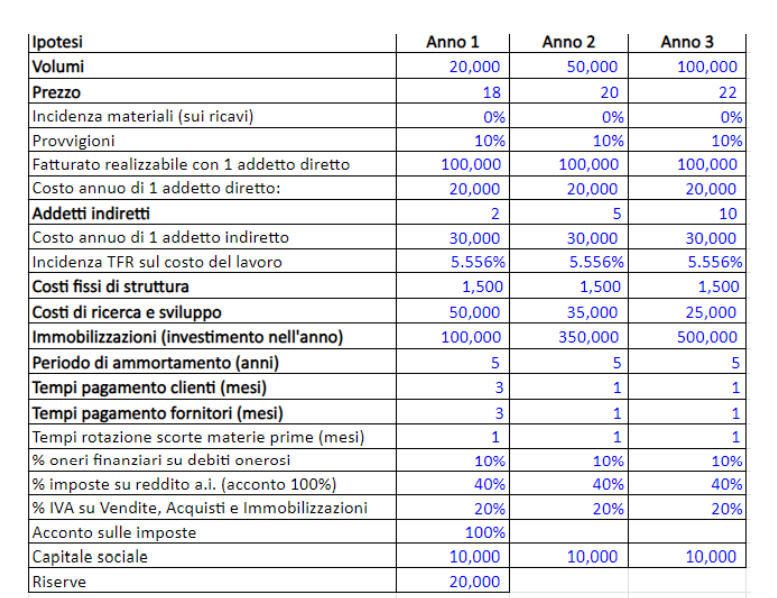 Ipotesi Anno 1 Anno 2 Anno 3
Volumi 20,000 50,000 100,000
Prezzo 18 20 22
Incidenza materiali (sui ricavi) 0% 0% 0%
Provvigioni 10% 10% 10%
Fatturato realizzabile con 1 addetto diretto 100,000 100,000 100,000
Costo annuo di 1 addetto diretto: 20,000 20,000 20,000
Addetti indiretti 2 5 10
Costo annuo di 1 addetto indiretto 30,000 30,000 30,000
Incidenza TFR sul costo del lavoro 5.556% 5.556% 5.556%
Costi fissi di struttura 1,500 1,500 1,500
Costi di ricerca e sviluppo 50,000 35,000 25,000
Immobilizzazioni (investimento nell'anno) 100,000 350,000 500,000
Periodo di ammortamento (anni) 5 5 5
Tempi pagamento clienti (mesi) 3 1 1
Tempi pagamento fornitori (mesi) 3 1 1
Tempi rotazione scorte materie prime (mesi) 1 1 1
% oneri finanziari su debiti onerosi 10% 10% 10%
% imposte su reddito a.i. (acconto 100%) 40% 40% 40%
% IVA su Vendite, Acquisti e Immobilizzazioni 20% 20% 20%
Acconto sulle imposte 100%
Capitale sociale 10,000 10,000 10,000
Riserve 20,000